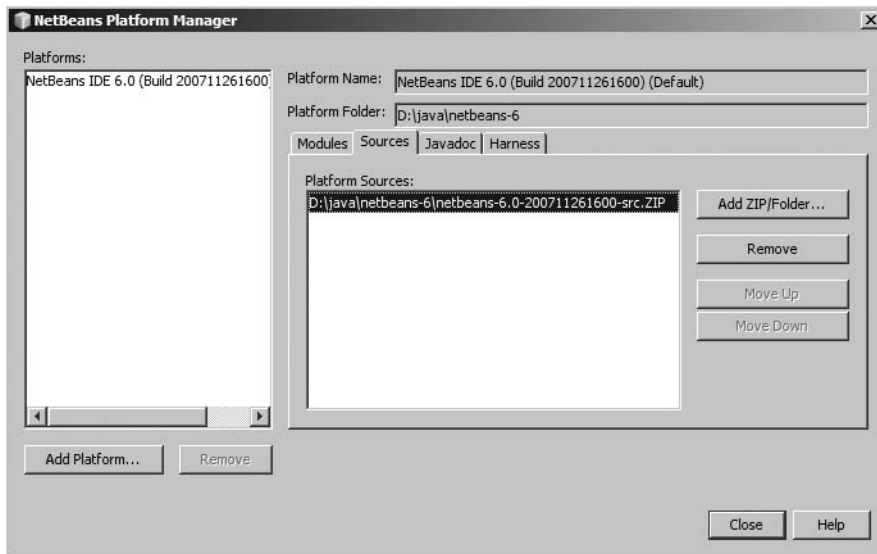 NetBeans Platform Manager
Platforms:
NetBeans IDE 6.0 (Build 200711261600)
Platform Name:
NetBeans IDE 6.0 (Build 200711261600) (Default)
Platform Folder:
D:\java\netbeans-6
Modules
Sources
Javadoc
Harness
Platform Sources:
D:\java\netbeans-6\netbeans-6.0-200711261600-src.ZIP
Add ZIP/Folder...
Remove
Move Up
Move Down
Add Platform...
Remove
Close
Help